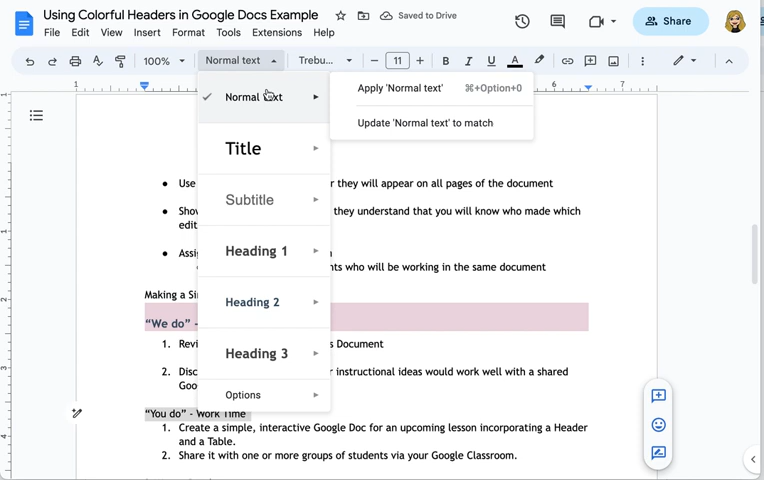 Using Colorful Headers in Google Docs Example
Saved to Drive
File Edit View Insert Format Tools Extensions Help
Share
100% Normal text Trebu... 11 B I U A
1 6 7
Normal text
Apply 'Normal text' ⌘+Option+0
Update 'Normal text' to match
Title
Subtitle
Heading 1
Heading 2
Heading 3
Options
● Use r they will appear on all pages of the document
● Show they understand that you will know who made which
edit
● Assi
nts who will be working in the same document
Making a Si
“We do” -
1. Revi s Document
2. Disc r instructional ideas would work well with a shared
Goo
“You do” - Work Time
1. Create a simple, interactive Google Doc for an upcoming lesson incorporating a Header
and a Table.
2. Share it with one or more groups of students via your Google Classroom.